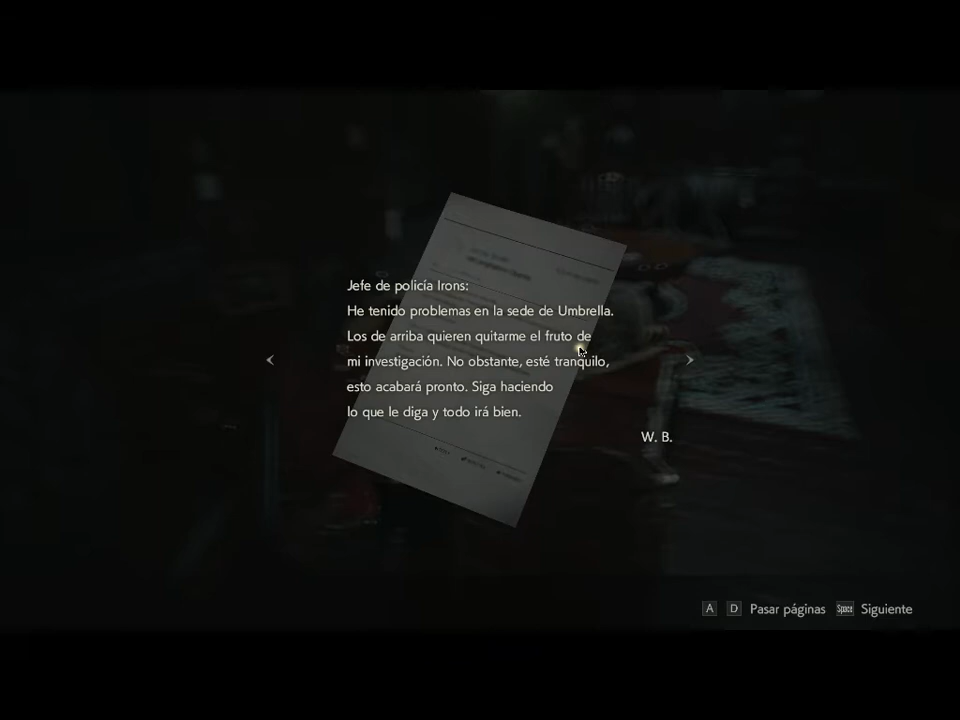 Jefe de policía Irons:
He tenido problemas en la sede de Umbrella.
Los de arriba quieren quitarme el fruto de
mi investigación. No obstante, esté tranquilo,
esto acabará pronto. Siga haciendo
lo que le diga y todo irá bien.
W. B.
A D Pasar páginas Space Siguiente